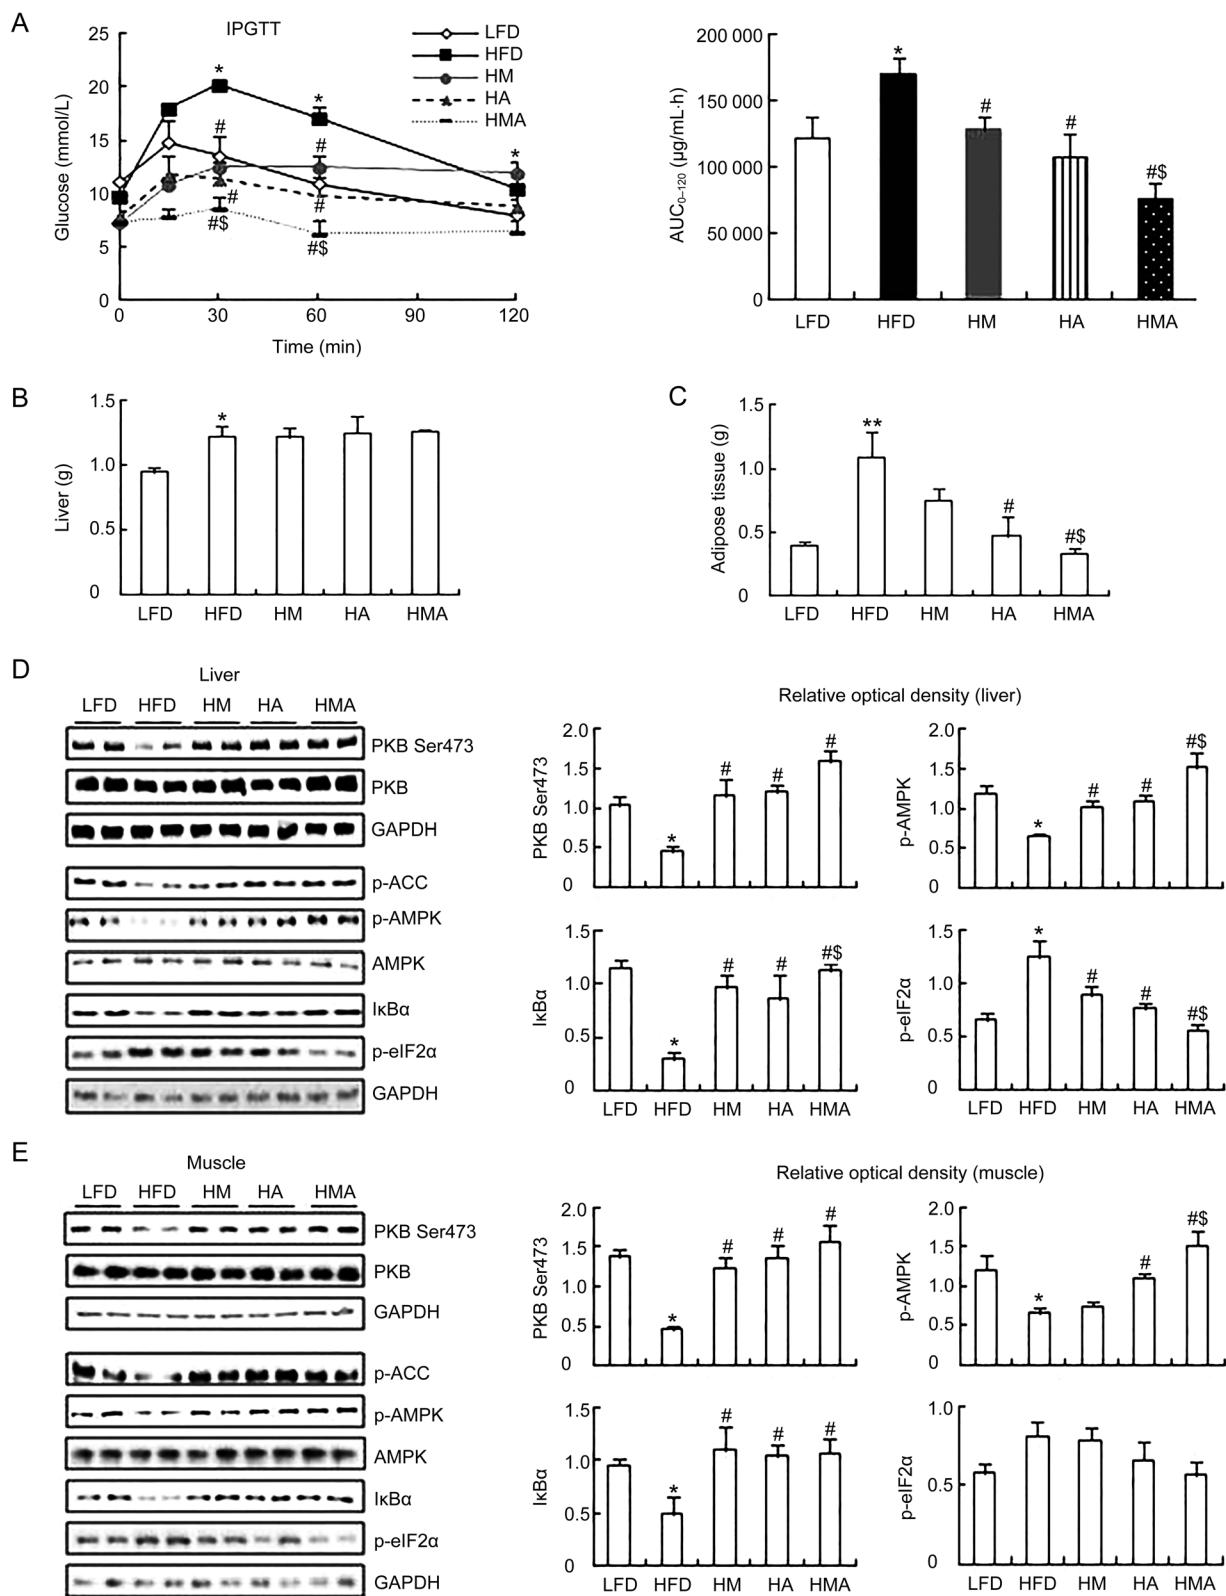 A
IPGTT
LFD
HFD
HM
HA
HMA
Glucose (mmol/L)
25
20
15
10
5
0
*
*
*
#
#
#
#
#$
#$
0 30 60 90 120
Time (min)
AUC0–120 (μg/mL·h)
200 000
150 000
100 000
50 000
0
*
#
#
#$
LFD HFD HM HA HMA
B
Liver (g)
1.5
1.0
0.5
0
*
LFD HFD HM HA HMA
C
Adipose tissue (g)
1.5
1.0
0.5
0
**
#
#$
LFD HFD HM HA HMA
D
Liver
LFD HFD HM HA HMA
PKB Ser473
PKB
GAPDH
p-ACC
p-AMPK
AMPK
IκBα
p-eIF2α
GAPDH
Relative optical density (liver)
PKB Ser473
2.0
1.5
1.0
0.5
0
*
#
#
#
p-AMPK
2.0
1.5
1.0
0.5
0
*
#
#
#$
IκBα
1.5
1.0
0.5
0
*
#
#
#$
LFD HFD HM HA HMA
p-eIF2α
1.5
1.0
0.5
0
*
#
#
#$
LFD HFD HM HA HMA
E
Muscle
LFD HFD HM HA HMA
PKB Ser473
PKB
GAPDH
p-ACC
p-AMPK
AMPK
IκBα
p-eIF2α
GAPDH
Relative optical density (muscle)
PKB Ser473
2.0
1.5
1.0
0.5
0
*
#
#
#
p-AMPK
2.0
1.5
1.0
0.5
0
*
#
#$
IκBα
1.5
1.0
0.5
0
*
#
#
#
LFD HFD HM HA HMA
p-eIF2α
1.0
0.5
0
LFD HFD HM HA HMA